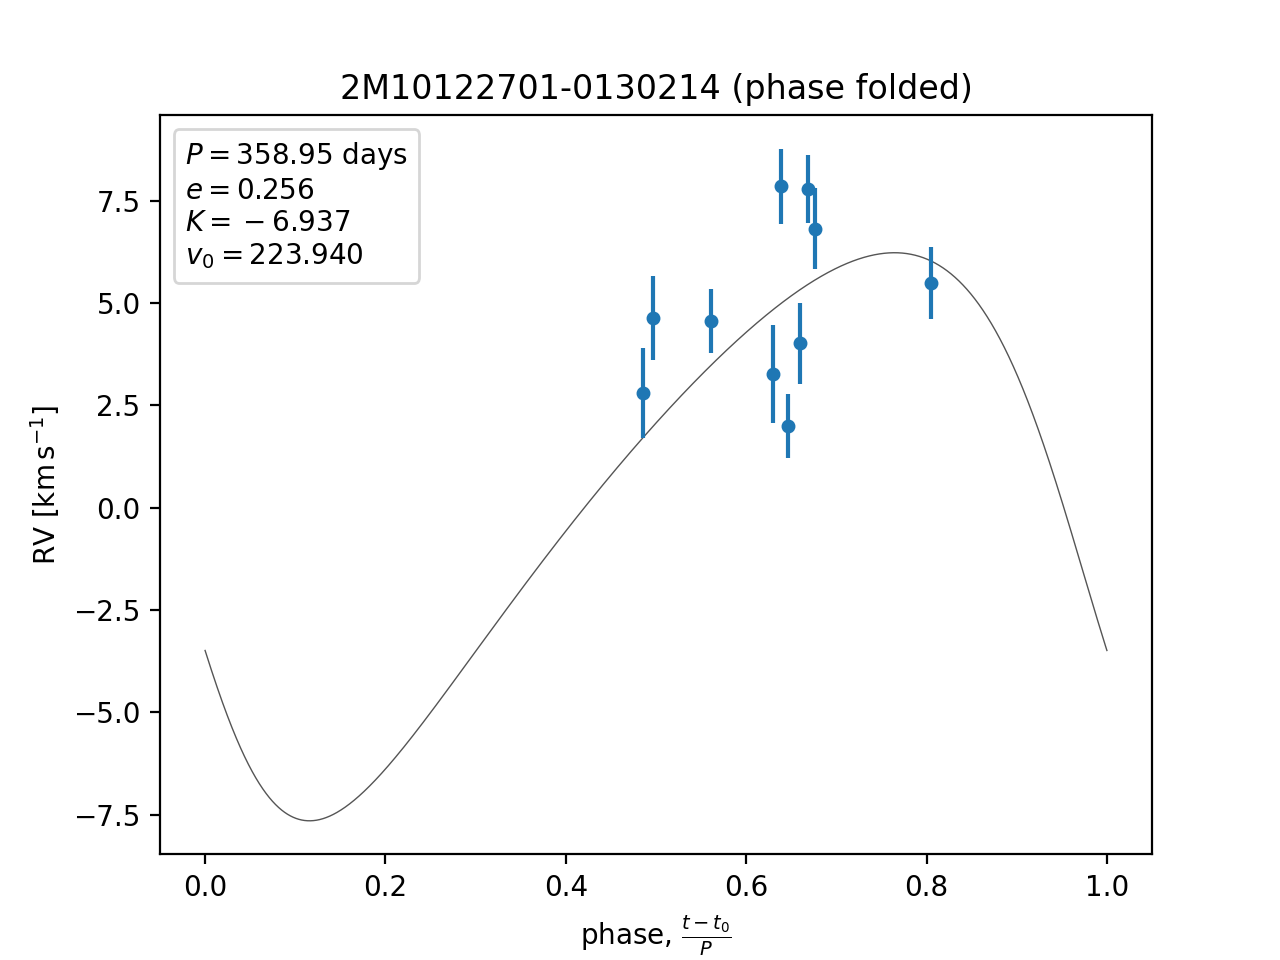 2M10122701-0130214 (phase folded)
P = 358.95 days
e = 0.256
K = −6.937
v₀ = 223.940
7.5
5.0
2.5
0.0
−2.5
−5.0
−7.5
RV [km s⁻¹]
0.0 0.2 0.4 0.6 0.8 1.0
phase, (t − t₀)/P